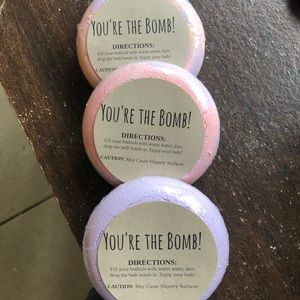 YOU'RE THE BOMB!
DIRECTIONS:
Fill your bathtub with warm water, then
drop the bath bomb in. Enjoy your bath!
CAUTION: May Cause Slippery Surfaces
YOU'RE THE BOMB!
DIRECTIONS:
Fill your bathtub with warm water, then
drop the bath bomb in. Enjoy your bath!
CAUTION: May Cause Slippery Surfaces
YOU'RE THE BOMB!
DIRECTIONS:
Fill your bathtub with warm water, then
drop the bath bomb in. Enjoy your bath!
CAUTION: May Cause Slippery Surfaces